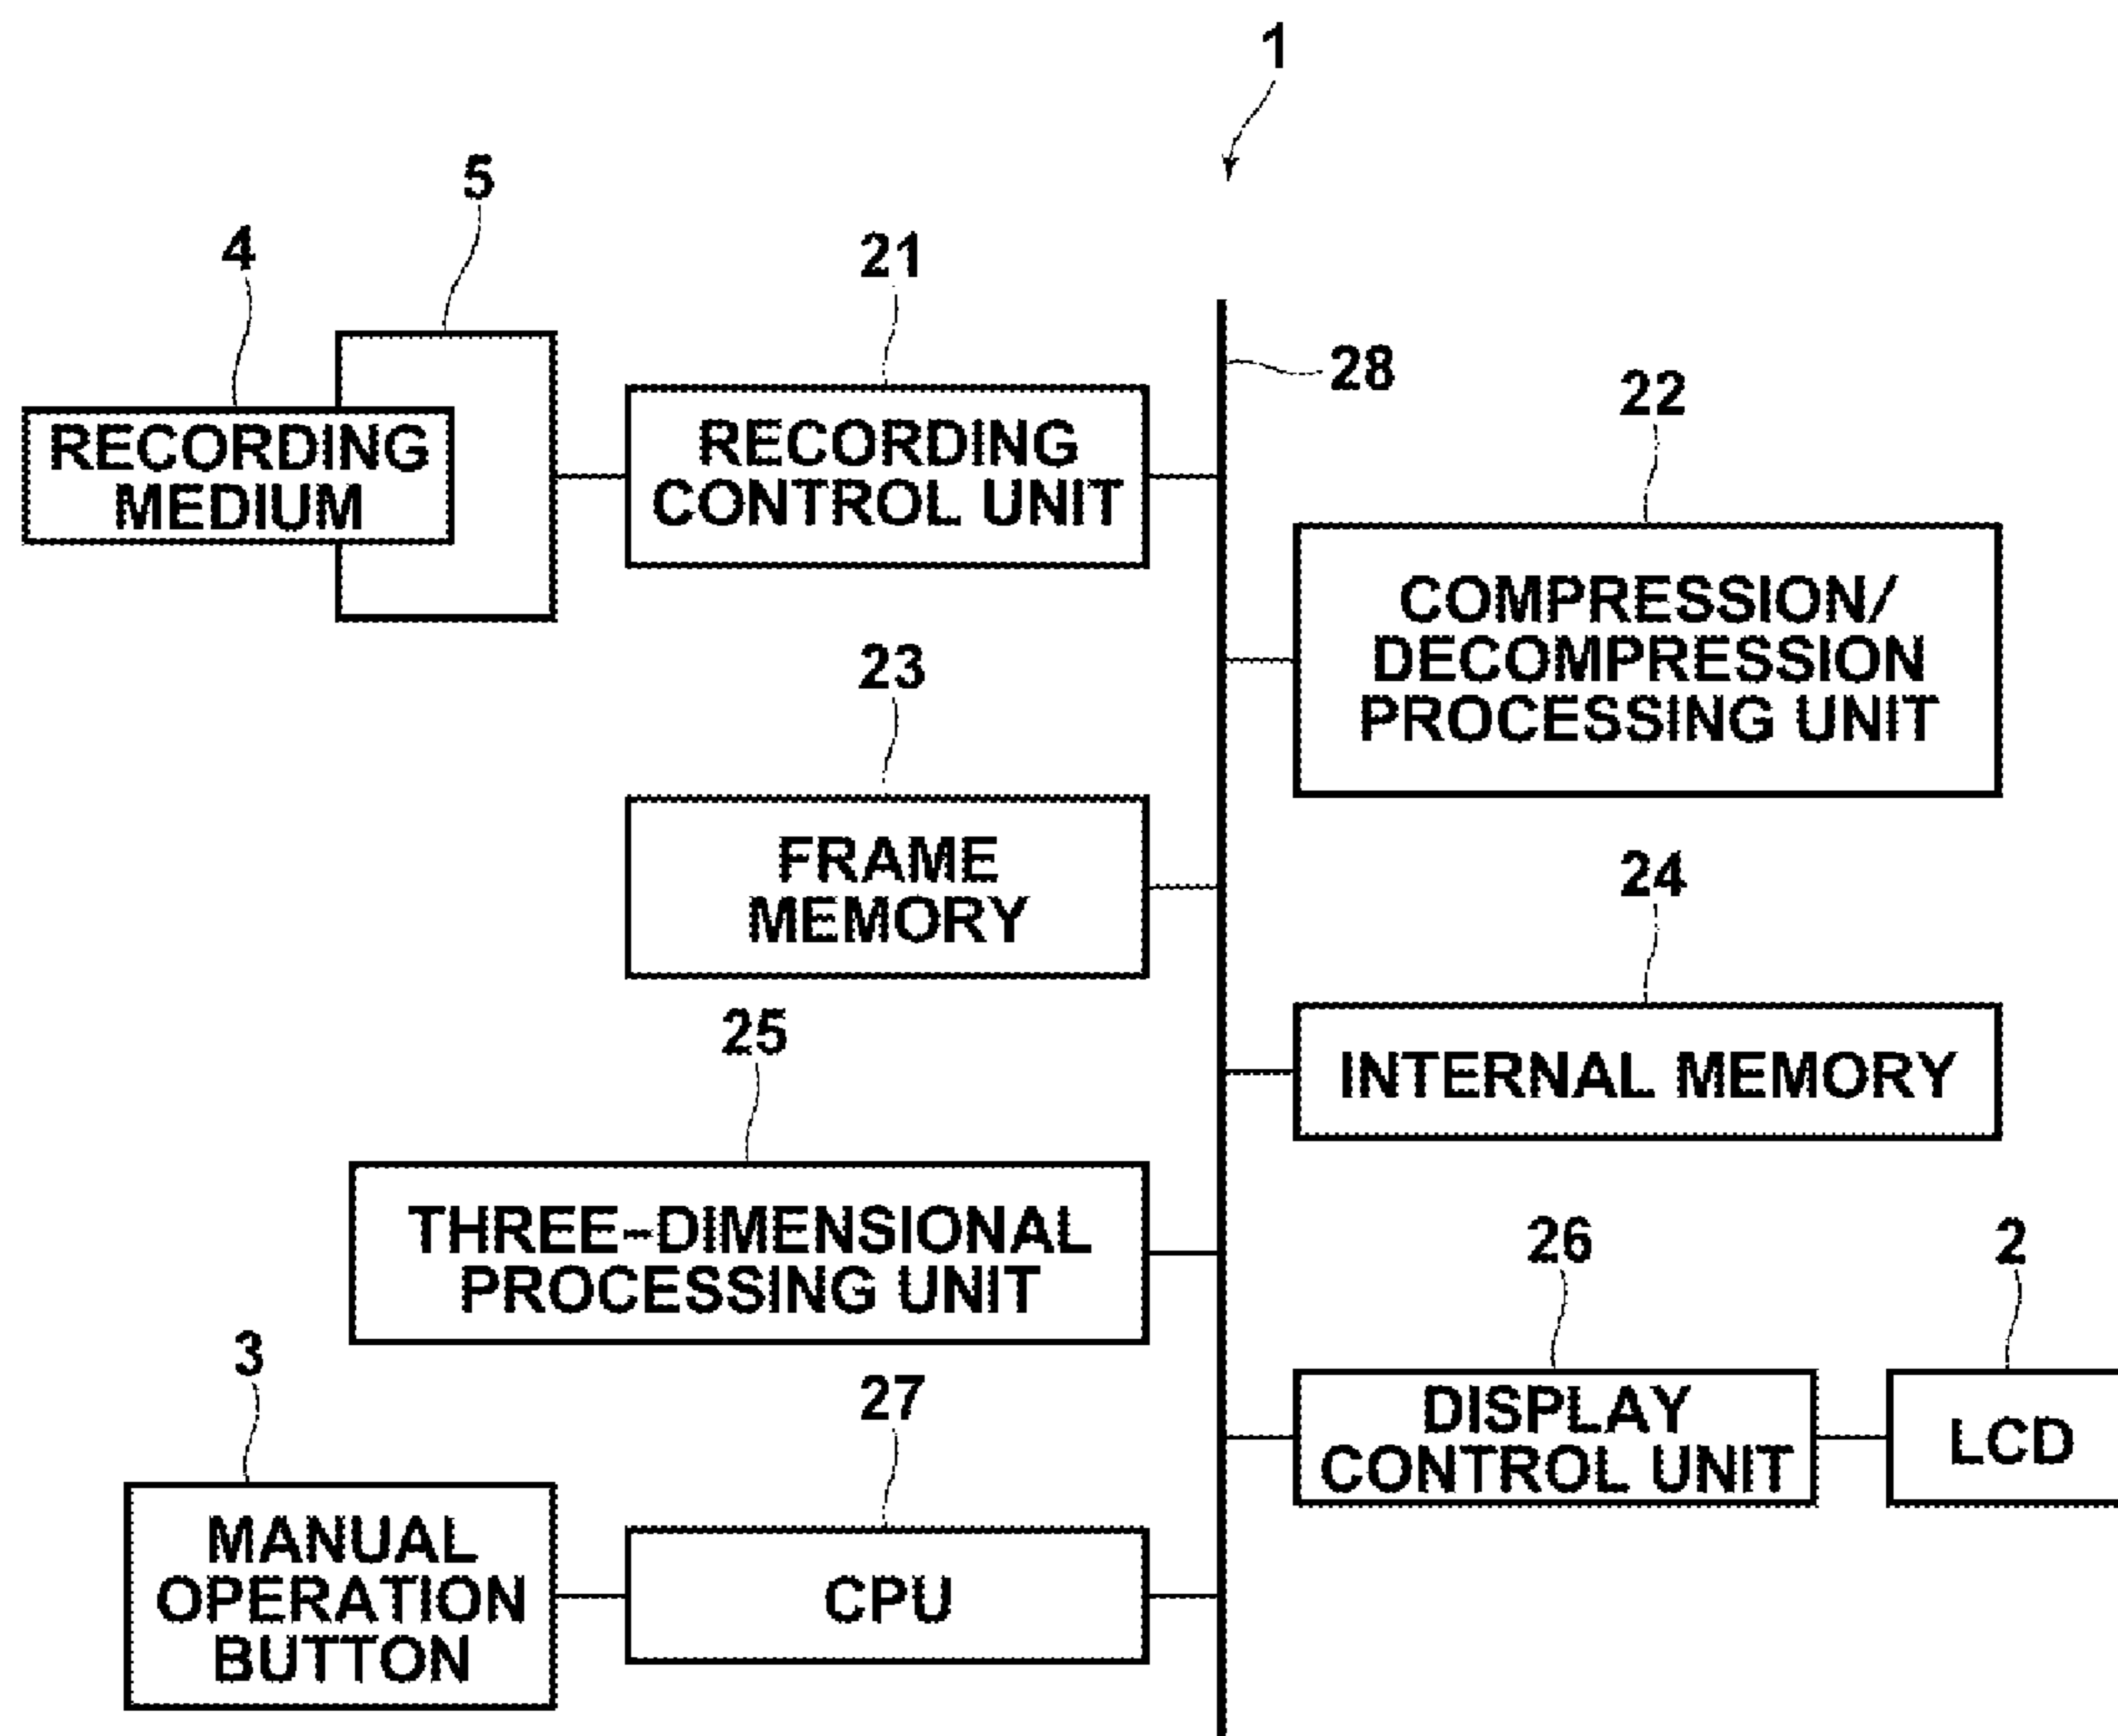 1
5
4
21
28
RECORDING
MEDIUM
RECORDING
CONTROL UNIT
22
COMPRESSION/
DECOMPRESSION
PROCESSING UNIT
23
FRAME
MEMORY
24
INTERNAL MEMORY
25
THREE-DIMENSIONAL
PROCESSING UNIT
26
2
DISPLAY
CONTROL UNIT
LCD
3
27
MANUAL
OPERATION
BUTTON
CPU